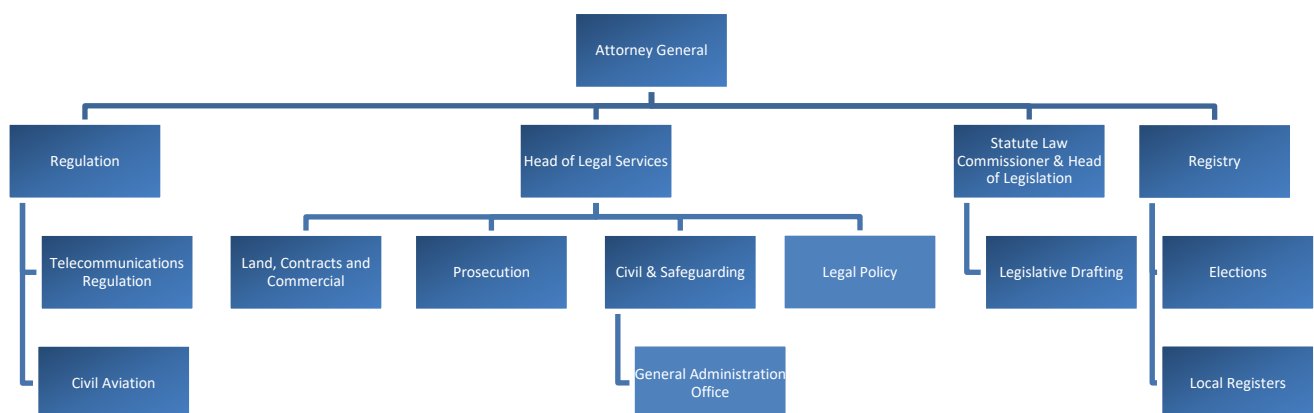 Attorney General
Regulation
Head of Legal Services
Statute Law
Commissioner & Head
of Legislation
Registry
Telecommunications
Regulation
Land, Contracts and
Commercial
Prosecution
Civil & Safeguarding
Legal Policy
Legislative Drafting
Elections
Civil Aviation
General Administration
Office
Local Registers